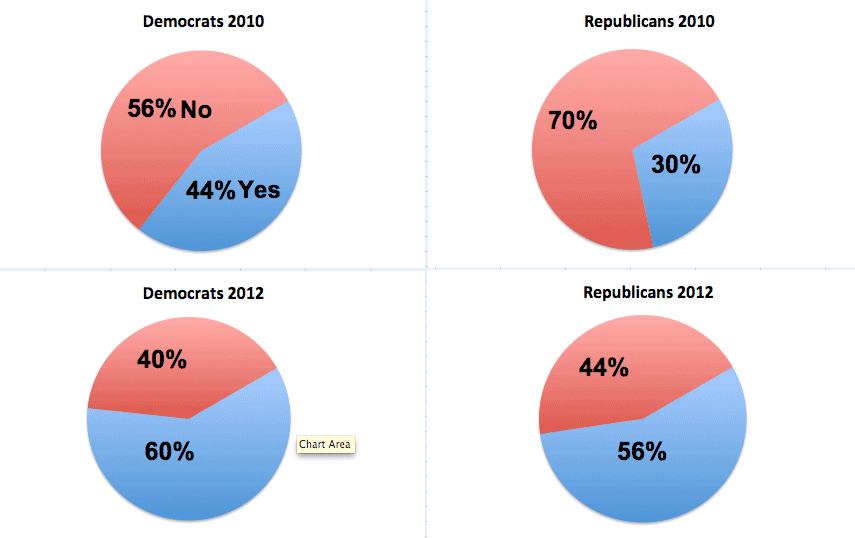 Democrats 2010
56% No
44% Yes
Republicans 2010
70%
30%
Democrats 2012
40%
60%
Chart Area
Republicans 2012
44%
56%